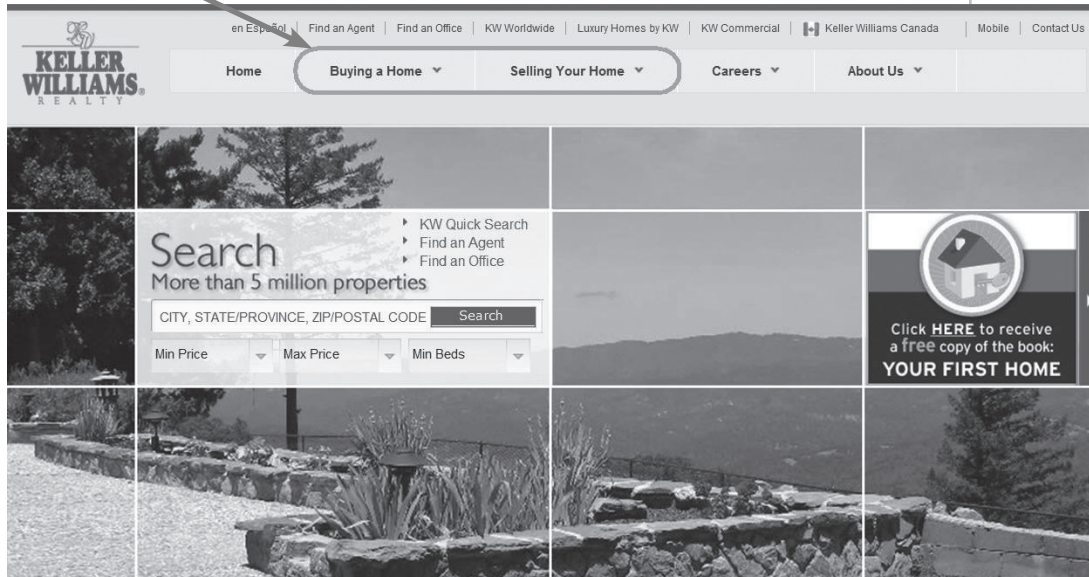 en Español | Find an Agent | Find an Office | KW Worldwide | Luxury Homes by KW | KW Commercial | Keller Williams Canada | Mobile | Contact Us
KW
KELLER
WILLIAMS®
REALTY
Home Buying a Home Selling Your Home Careers About Us
Search
More than 5 million properties
KW Quick Search
Find an Agent
Find an Office
CITY, STATE/PROVINCE, ZIP/POSTAL CODE Search
Min Price Max Price Min Beds
Click HERE to receive
a free copy of the book:
YOUR FIRST HOME